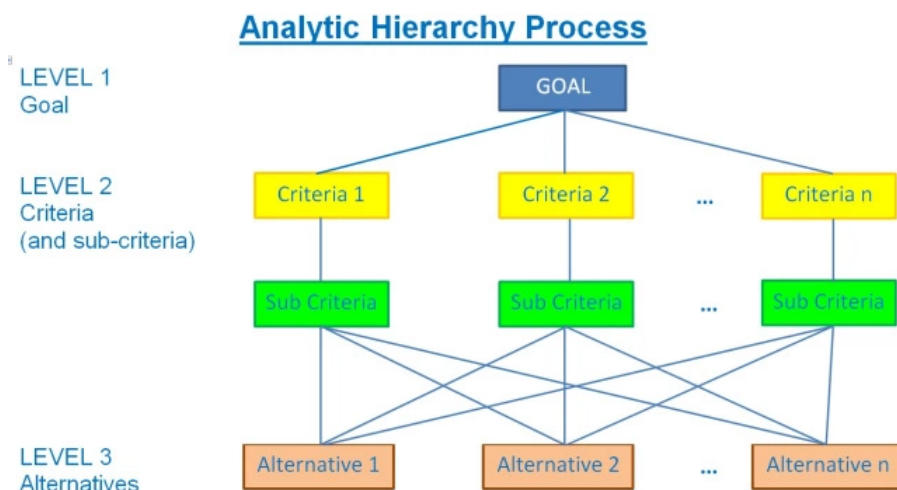 Analytic Hierarchy Process
LEVEL 1
Goal
GOAL
LEVEL 2
Criteria
(and sub-criteria)
Criteria 1
Criteria 2
...
Criteria n
Sub Criteria
Sub Criteria
...
Sub Criteria
LEVEL 3
Alternatives
Alternative 1
Alternative 2
...
Alternative n